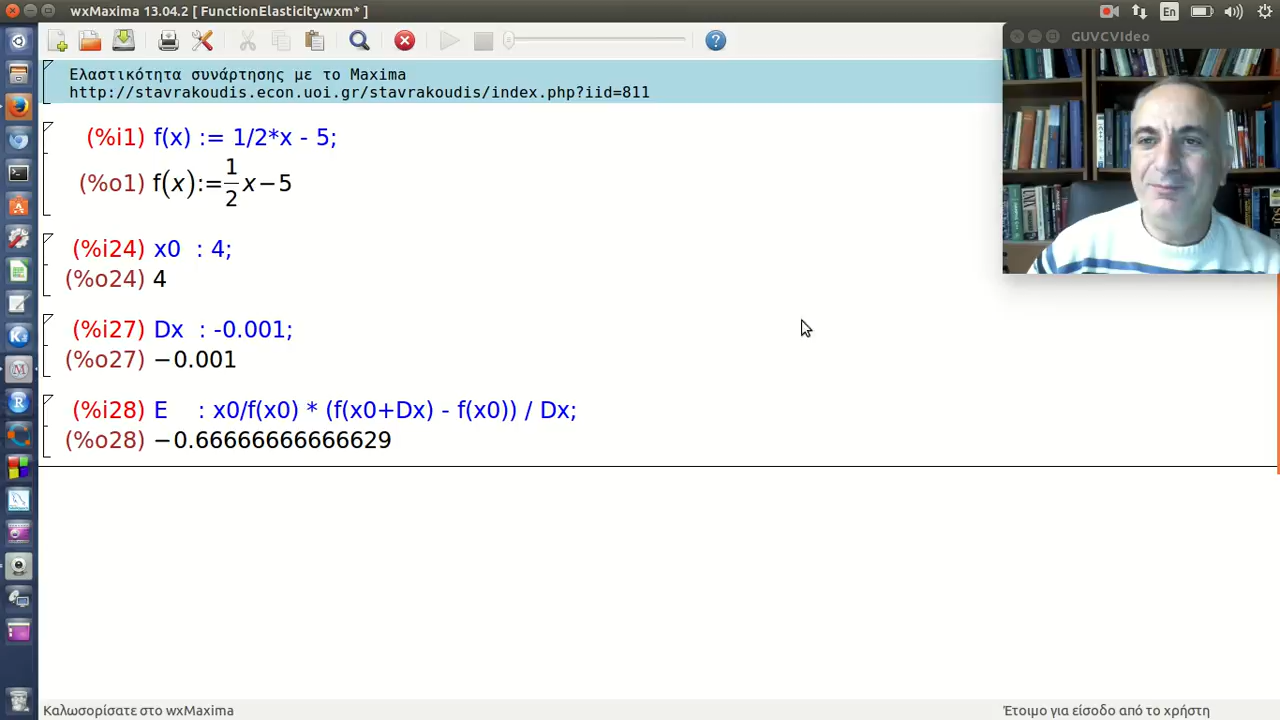 wxMaxima 13.04.2 [ FunctionElasticity.wxm* ]
En
GUVCVIdeo
Ελαστικότητα συνάρτησης με το Maxima
http://stavrakoudis.econ.uoi.gr/stavrakoudis/index.php?iid=811
(%i1) f(x) := 1/2*x - 5;
(%o1) f(x):=1/2 x−5
(%i24) x0 : 4;
(%o24) 4
(%i27) Dx : -0.001;
(%o27) −0.001
(%i28) E : x0/f(x0) * (f(x0+Dx) - f(x0)) / Dx;
(%o28) −0.66666666666629
Καλωσορίσατε στο wxMaxima
Έτοιμο για είσοδο από το χρήστη